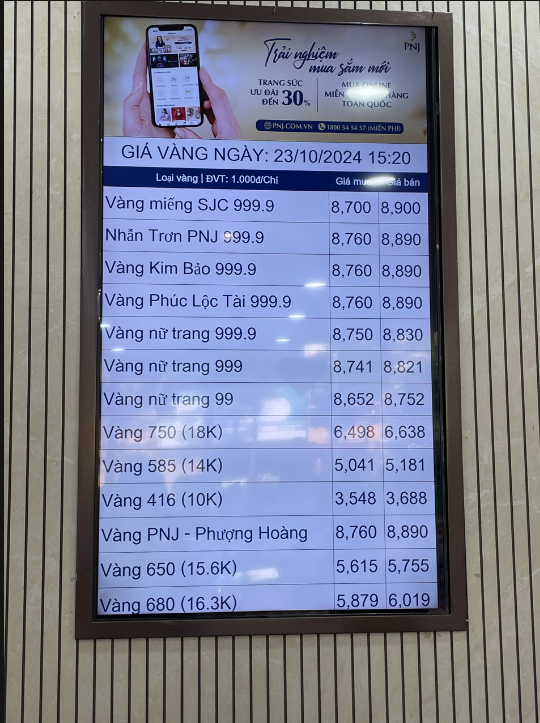 PNJ
Trải nghiệm
mua sắm mới
TRANG SỨC
ƯU ĐÃI
ĐẾN 30%
MUA ONLINE
MIỄN HÀNG
TOÀN QUỐC
PNJ.COM.VN 1800 54 54 57 (MIỄN PHÍ)
GIÁ VÀNG NGÀY: 23/10/2024 15:20
Loại vàng | ĐVT: 1.000đ/Chỉ Giá mua Giá bán
Vàng miếng SJC 999.9 8,700 8,900
Nhẫn Trơn PNJ 999.9 8,760 8,890
Vàng Kim Bảo 999.9 8,760 8,890
Vàng Phúc Lộc Tài 999.9 8,760 8,890
Vàng nữ trang 999.9 8,750 8,830
Vàng nữ trang 999 8,741 8,821
Vàng nữ trang 99 8,652 8,752
Vàng 750 (18K) 6,498 6,638
Vàng 585 (14K) 5,041 5,181
Vàng 416 (10K) 3,548 3,688
Vàng PNJ - Phượng Hoàng 8,760 8,890
Vàng 650 (15.6K) 5,615 5,755
Vàng 680 (16.3K) 5,879 6,019